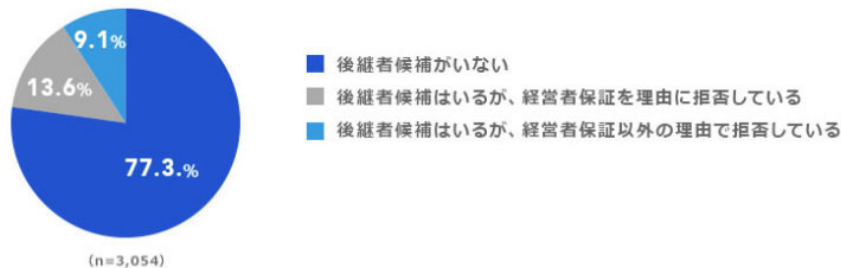 9.1%
13.6%
77.3.%
(n=3,054)
後継者候補がいない
後継者候補はいるが、経営者保証を理由に拒否している
後継者候補はいるが、経営者保証以外の理由で拒否している